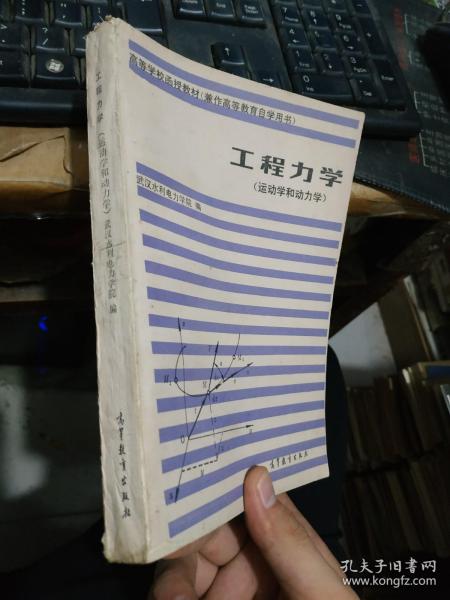 高等学校函授教材(兼作高等教育自学用书)
工程力学
(运动学和动力学)
武汉水利电力学院 编
高等教育出版社
工程力学(运动学和动力学) 武汉水利电力学院 编
高等教育出版社
孔夫子旧书网
www.kongfz.com